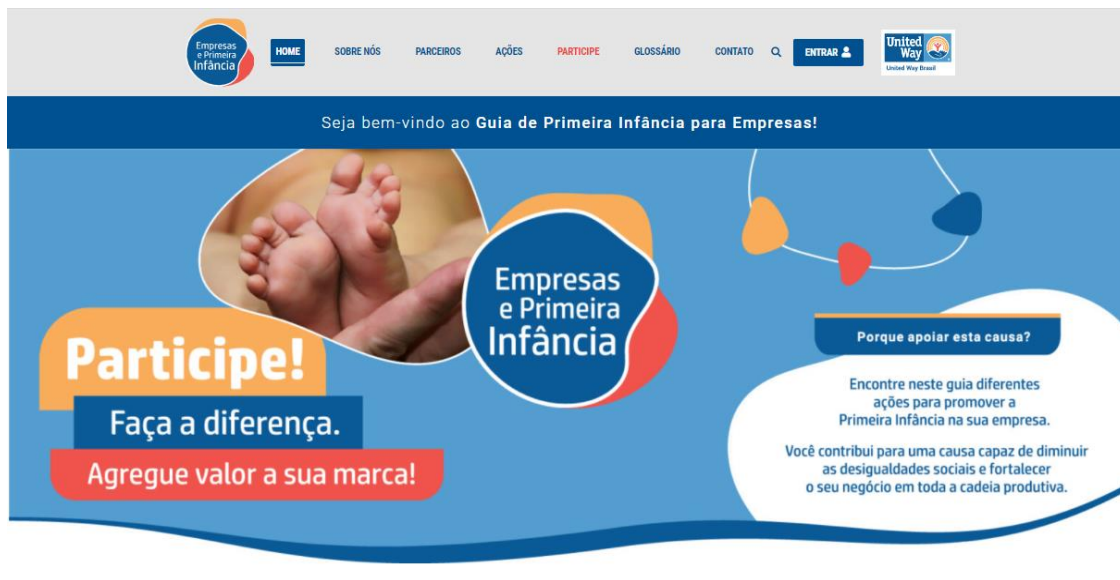 Empresas
e Primeira
Infância
HOME
SOBRE NÓS
PARCEIROS
AÇÕES
PARTICIPE
GLOSSÁRIO
CONTATO
ENTRAR
United
Way
United Way Brasil
Seja bem-vindo ao Guia de Primeira Infância para Empresas!
Empresas
e Primeira
Infância
Participe!
Faça a diferença.
Agregue valor a sua marca!
Porque apoiar esta causa?
Encontre neste guia diferentes
ações para promover a
Primeira Infância na sua empresa.
Você contribui para uma causa capaz de diminuir
as desigualdades sociais e fortalecer
o seu negócio em toda a cadeia produtiva.